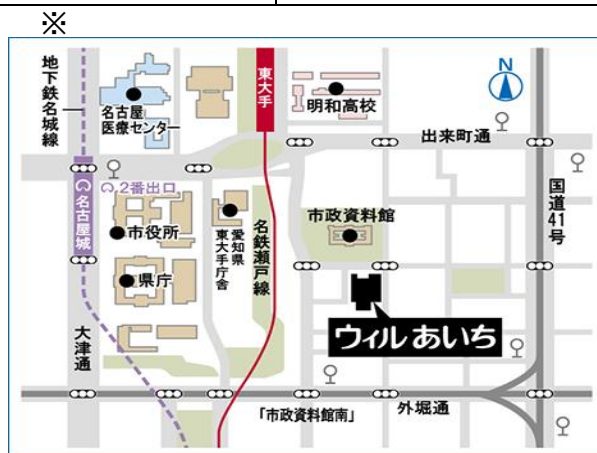 ※
地下鉄名城線
名古屋
医療センター
東大手
明和高校
N
出来町通
2番出口
名古屋城
市役所
愛知県
東大手庁舎
名鉄瀬戸線
市政資料館
国道41号
県庁
ウィルあいち
大津通
「市政資料館南」
外堀通